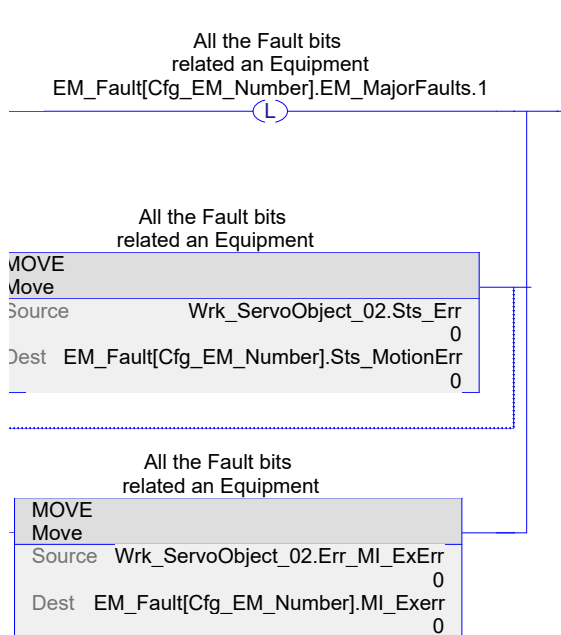 All the Fault bits
related an Equipment
EM_Fault[Cfg_EM_Number].EM_MajorFaults.1
L
All the Fault bits
related an Equipment
MOVE
Move
Source Wrk_ServoObject_02.Sts_Err
0
Dest EM_Fault[Cfg_EM_Number].Sts_MotionErr
0
All the Fault bits
related an Equipment
MOVE
Move
Source Wrk_ServoObject_02.Err_MI_ExErr
0
Dest EM_Fault[Cfg_EM_Number].MI_Exerr
0